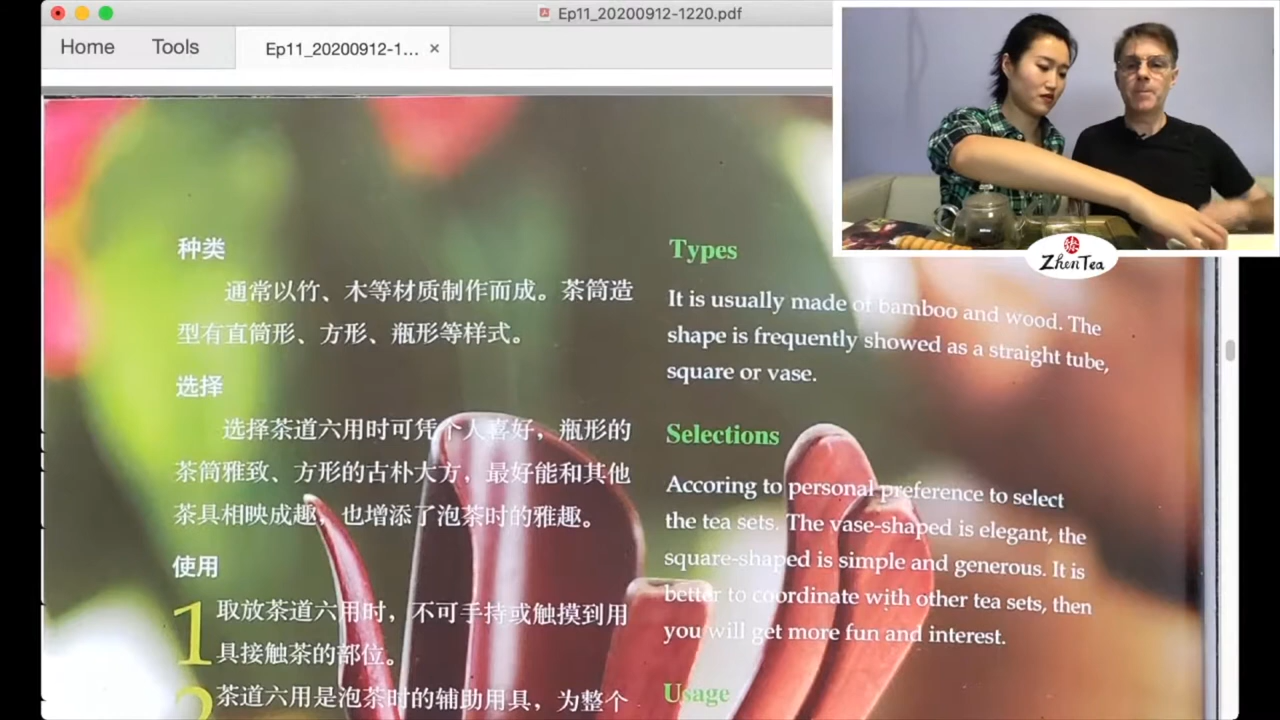 Ep11_20200912-1220.pdf
Home
Tools
Ep11_20200912-1... ×
ZhenTea
种类
通常以竹、木等材质制作而成。茶筒造
型有直筒形、方形、瓶形等样式。
选择
选择茶道六用时可凭个人喜好，瓶形的
茶筒雅致、方形的古朴大方，最好能和其他
茶具相映成趣，也增添了泡茶时的雅趣。
使用
1 取放茶道六用时，不可手持或触摸到用
具接触茶的部位。
2 茶道六用是泡茶时的辅助用具，为整个
Types
It is usually made of bamboo and wood. The
shape is frequently showed as a straight tube,
square or vase.
Selections
Accoring to personal preference to select
the tea sets. The vase-shaped is elegant, the
square-shaped is simple and generous. It is
better to coordinate with other tea sets, then
you will get more fun and interest.
Usage